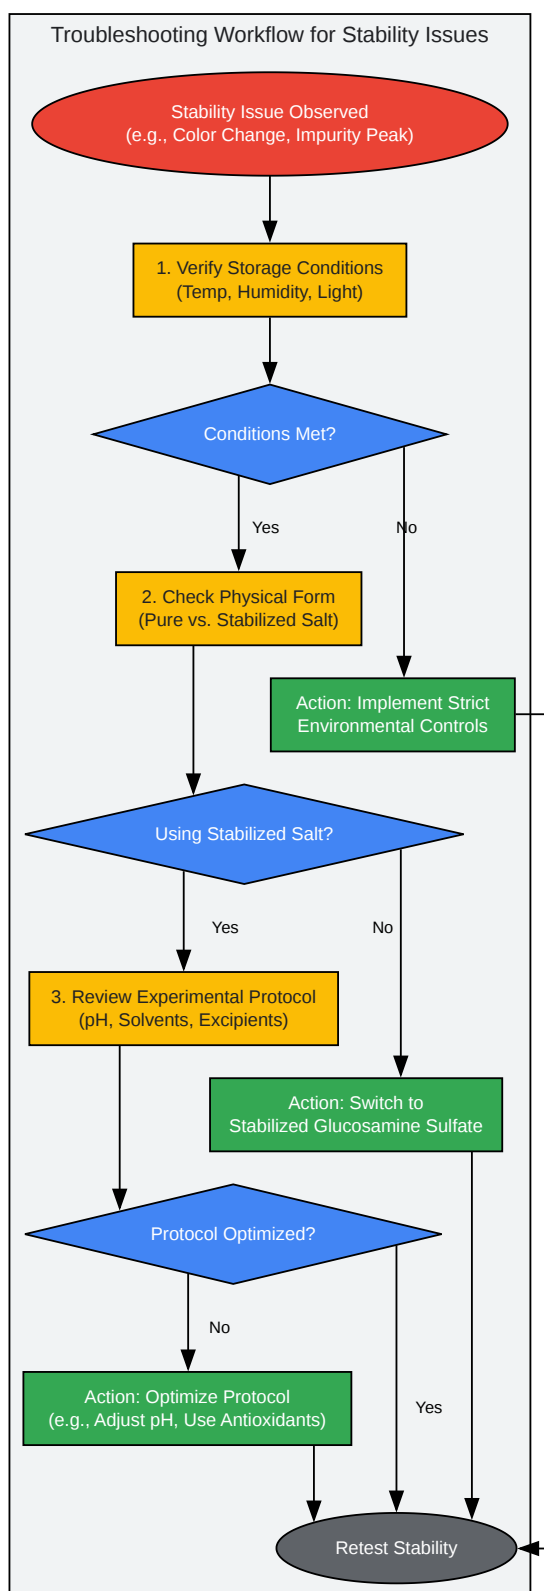 Troubleshooting Workflow for Stability Issues
Stability Issue Observed
(e.g., Color Change, Impurity Peak)
1. Verify Storage Conditions
(Temp, Humidity, Light)
Conditions Met?
Yes
No
2. Check Physical Form
(Pure vs. Stabilized Salt)
Action: Implement Strict
Environmental Controls
Using Stabilized Salt?
Yes
No
3. Review Experimental Protocol
(pH, Solvents, Excipients)
Action: Switch to
Stabilized Glucosamine Sulfate
Protocol Optimized?
No
Action: Optimize Protocol
(e.g., Adjust pH, Use Antioxidants)
Yes
Retest Stability